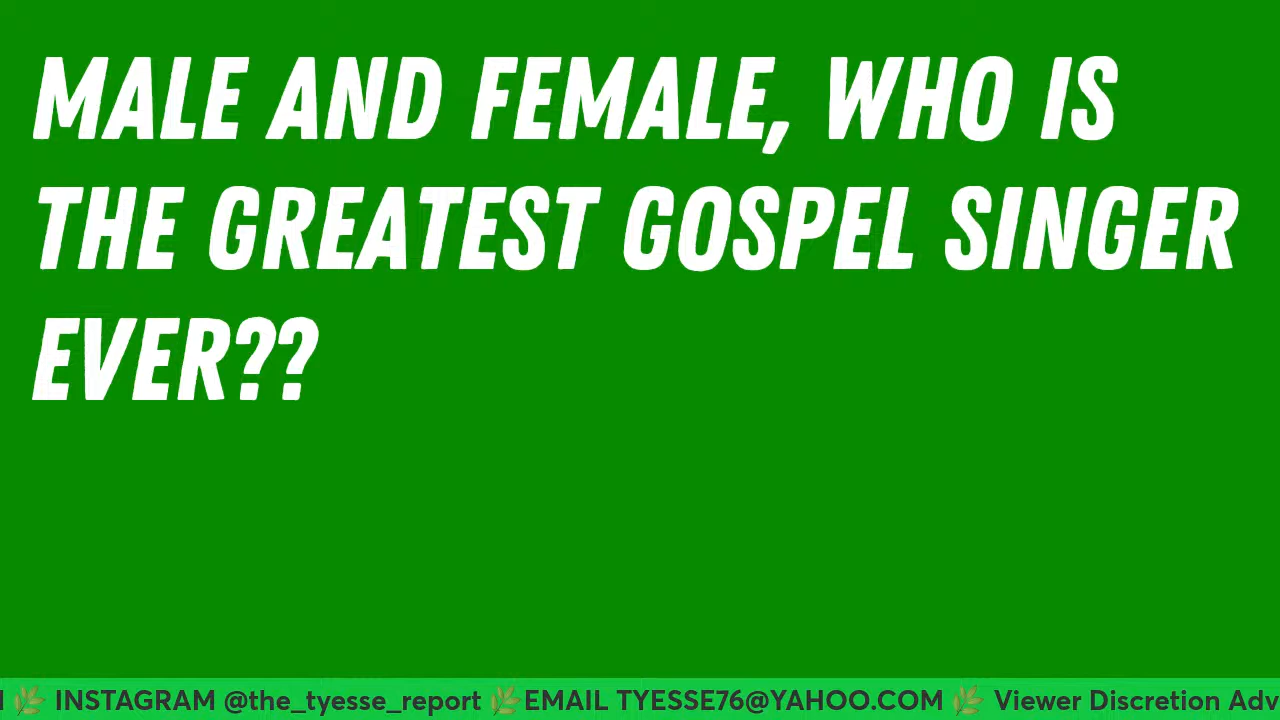 MALE AND FEMALE, WHO IS
THE GREATEST GOSPEL SINGER
EVER??
INSTAGRAM @the_tyesse_report 🌿EMAIL TYESSE76@YAHOO.COM 🌿 Viewer Discretion